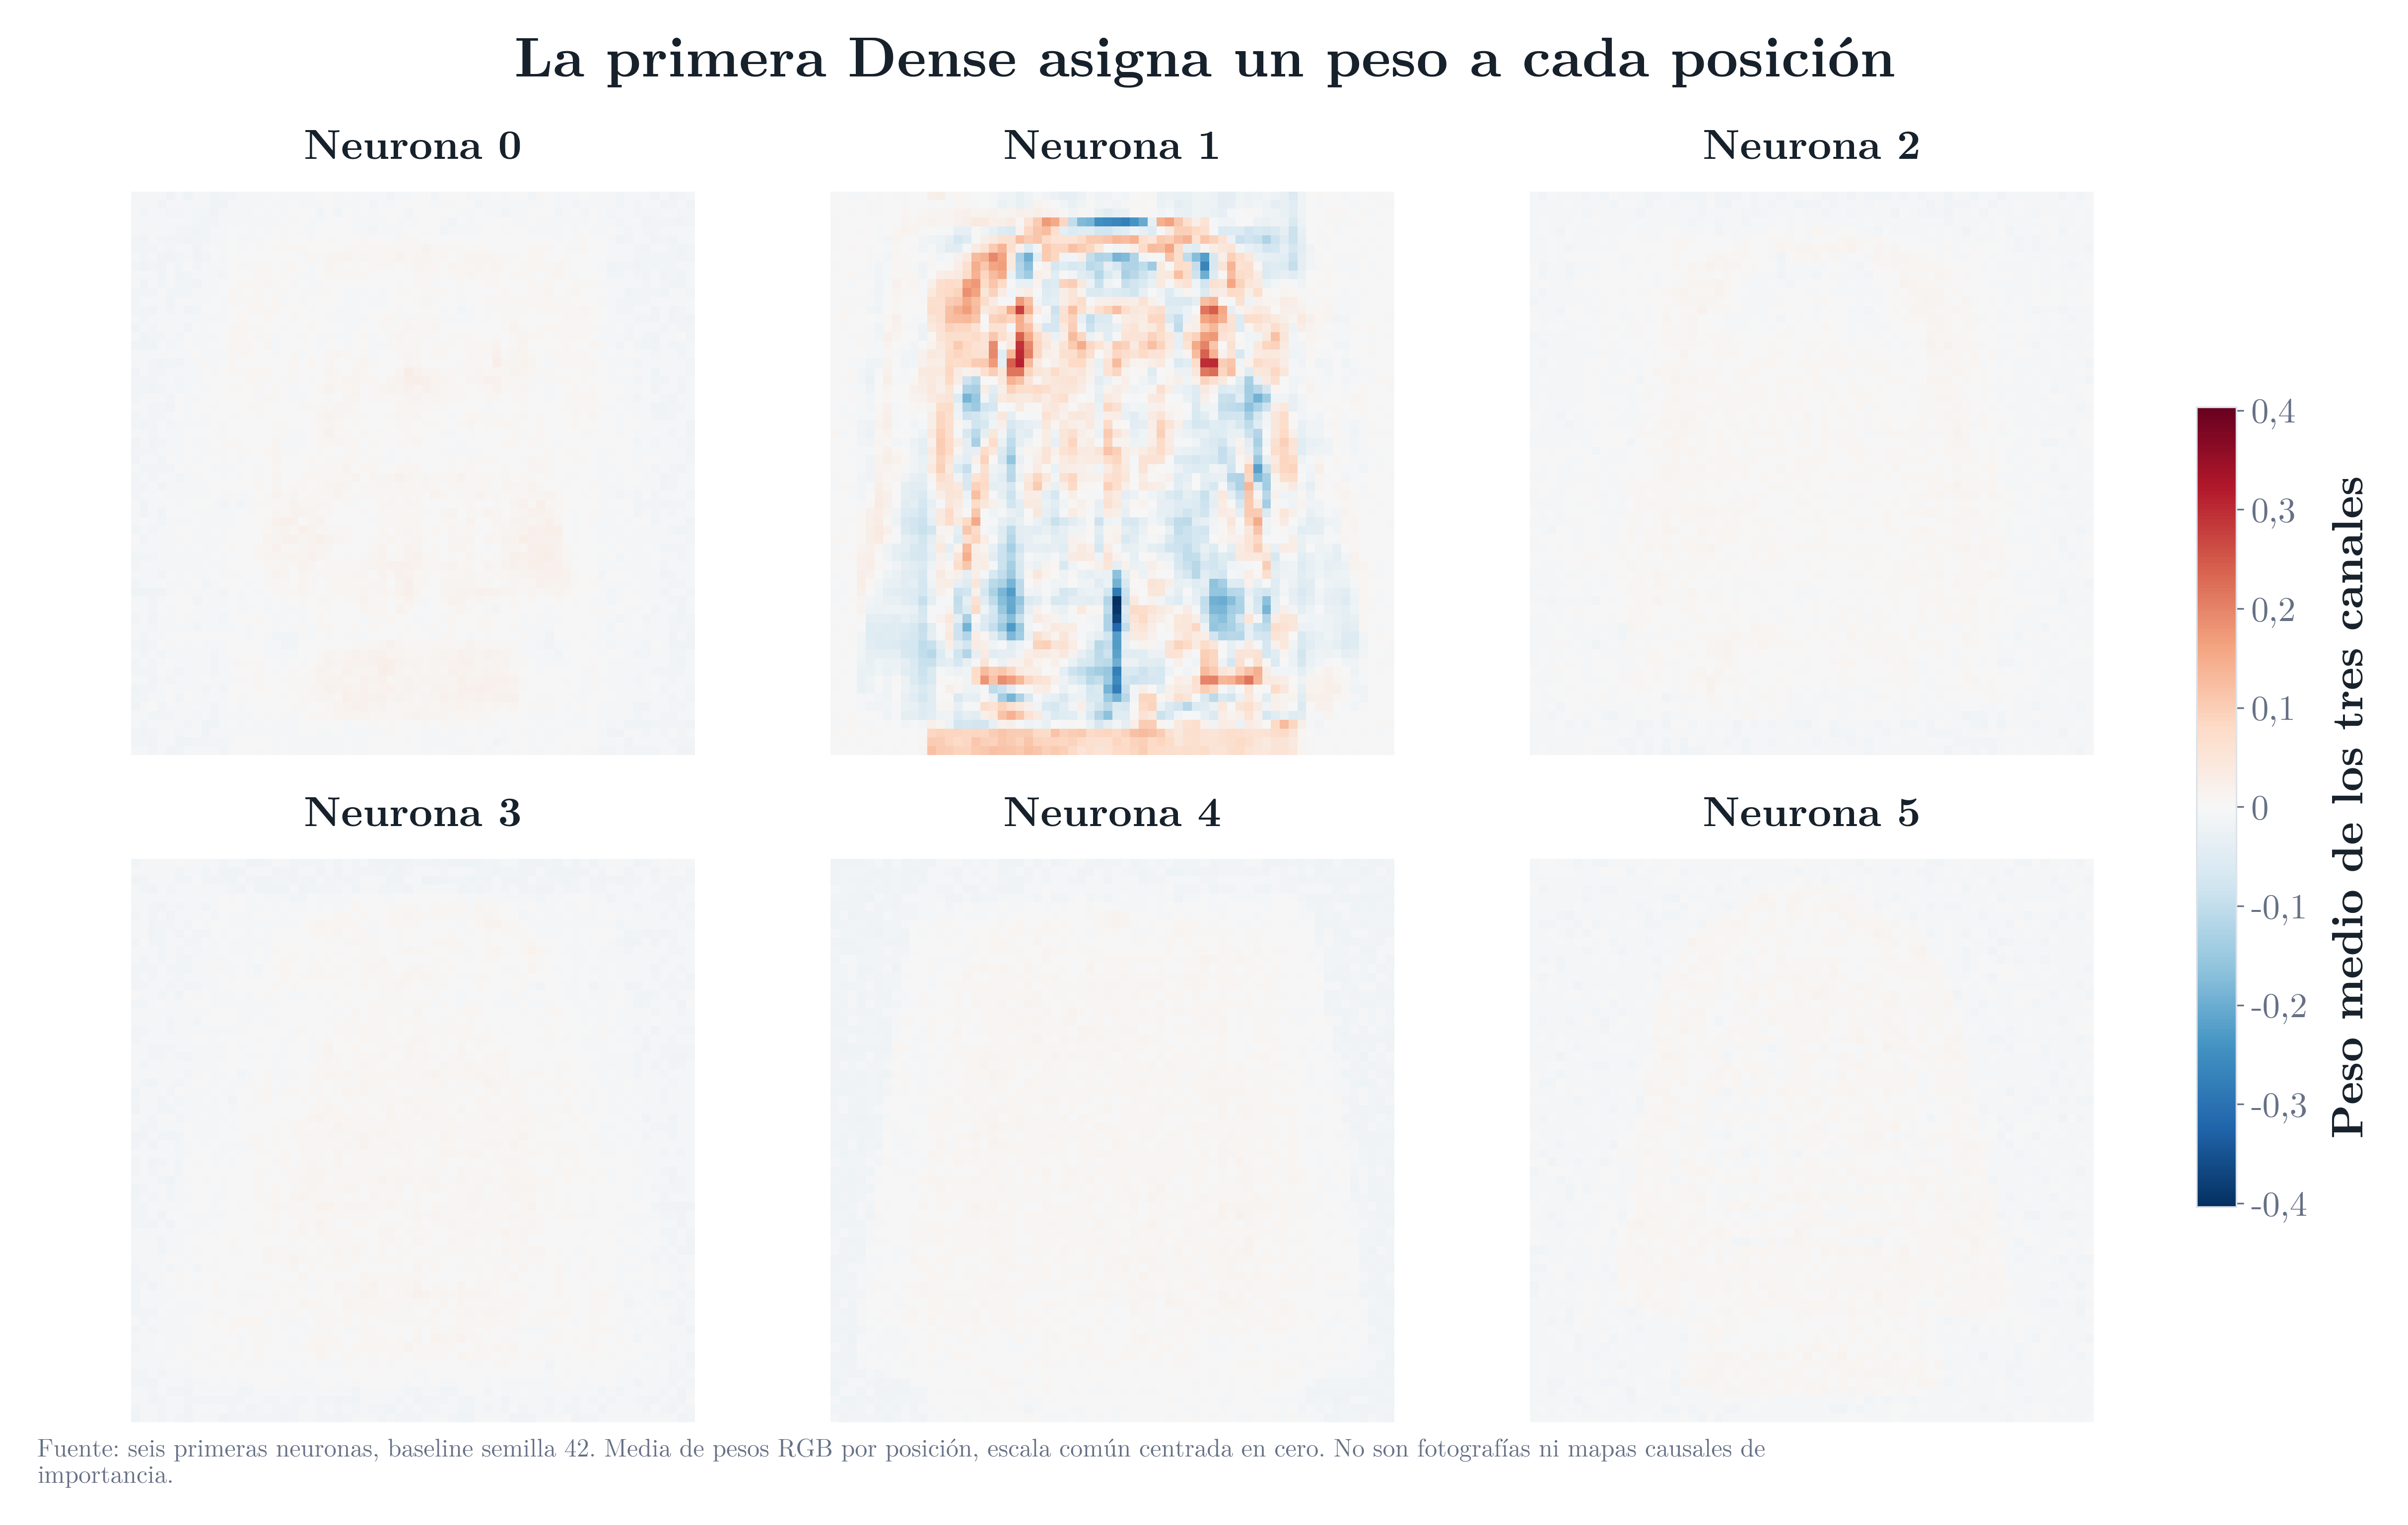 La primera Dense asigna un peso a cada posición
Neurona 0
Neurona 1
Neurona 2
Neurona 3
Neurona 4
Neurona 5
0,4
0,3
0,2
0,1
0
-0,1
-0,2
-0,3
-0,4
Peso medio de los tres canales
Fuente: seis primeras neuronas, baseline semilla 42. Media de pesos RGB por posición, escala común centrada en cero. No son fotografías ni mapas causales de
importancia.